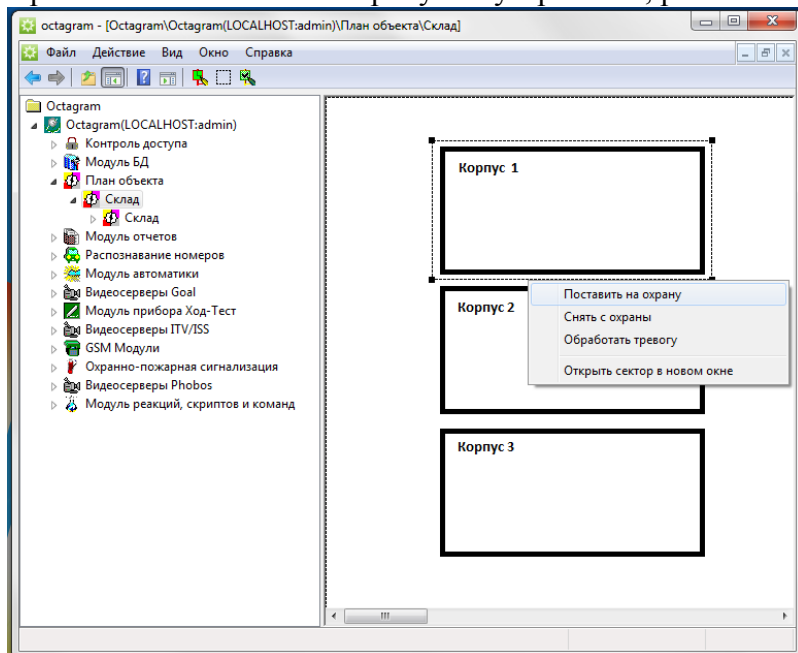 octagram - [Octagram\Octagram(LOCALHOST:admin)\План объекта\Склад]
Файл Действие Вид Окно Справка
Octagram
Octagram(LOCALHOST:admin)
Контроль доступа
Модуль БД
План объекта
Склад
Склад
Модуль отчетов
Распознавание номеров
Модуль автоматики
Видеосерверы Goal
Модуль прибора Ход-Тест
Видеосерверы ITV/ISS
GSM Модули
Охранно-пожарная сигнализация
Видеосерверы Phobos
Модуль реакций, скриптов и команд
Корпус 1
Корпус 2
Поставить на охрану
Снять с охраны
Обработать тревогу
Открыть сектор в новом окне
Корпус 3